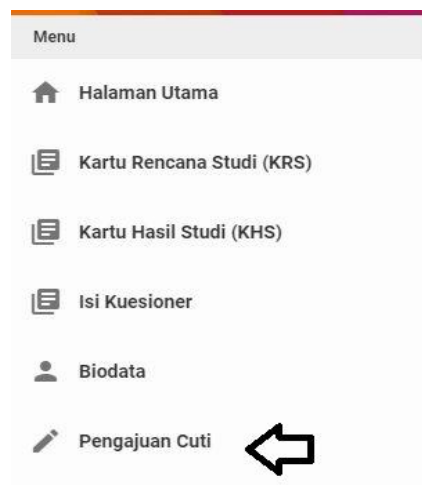 Menu
Halaman Utama
Kartu Rencana Studi (KRS)
Kartu Hasil Studi (KHS)
Isi Kuesioner
Biodata
Pengajuan Cuti